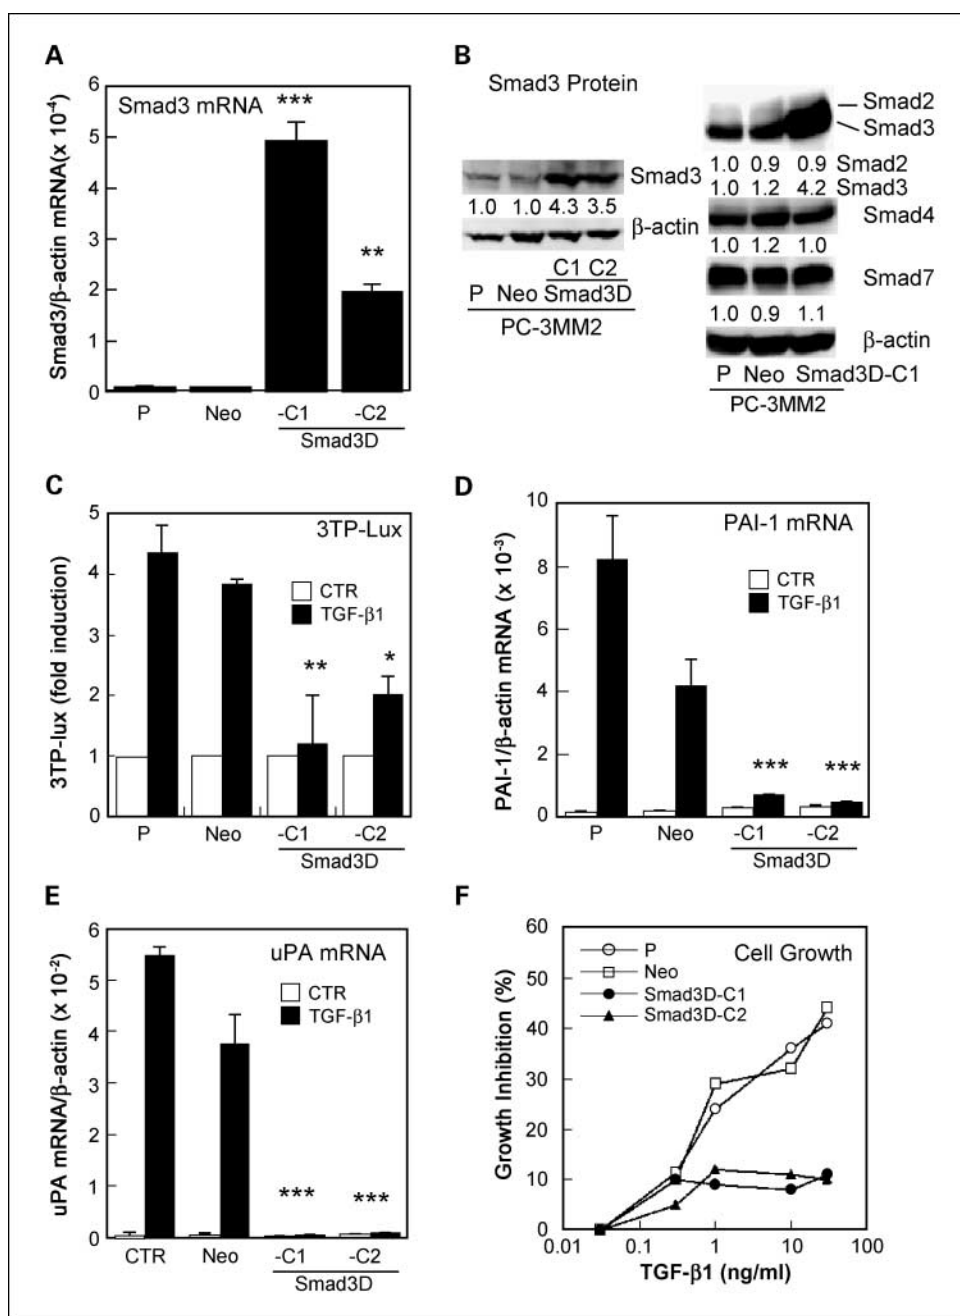 A
Smad3 mRNA
Smad3/β-actin mRNA(x 10⁻⁴)
6
5
4
3
2
1
0
***
**
P Neo -C1 -C2
Smad3D
B
Smad3 Protein
Smad3
1.0 1.0 4.3 3.5
β-actin
C1 C2
P Neo Smad3D
PC-3MM2
Smad2
Smad3
1.0 0.9 0.9 Smad2
1.0 1.2 4.2 Smad3
Smad4
1.0 1.2 1.0
Smad7
1.0 0.9 1.1
β-actin
P Neo Smad3D-C1
PC-3MM2
C
3TP-Lux
3TP-lux (fold induction)
5
4
3
2
1
0
CTR
TGF-β1
**
*
P Neo -C1 -C2
Smad3D
D
PAI-1 mRNA
PAI-1/β-actin mRNA (x 10⁻³)
10
8
6
4
2
0
CTR
TGF-β1
***
***
P Neo -C1 -C2
Smad3D
E
uPA mRNA
uPA mRNA/β-actin (x 10⁻²)
6
5
4
3
2
1
0
CTR
TGF-β1
***
***
CTR Neo -C1 -C2
Smad3D
F
Cell Growth
Growth Inhibition (%)
60
50
40
30
20
10
0
P
Neo
Smad3D-C1
Smad3D-C2
0.01 0.1 1 10 100
TGF-β1 (ng/ml)